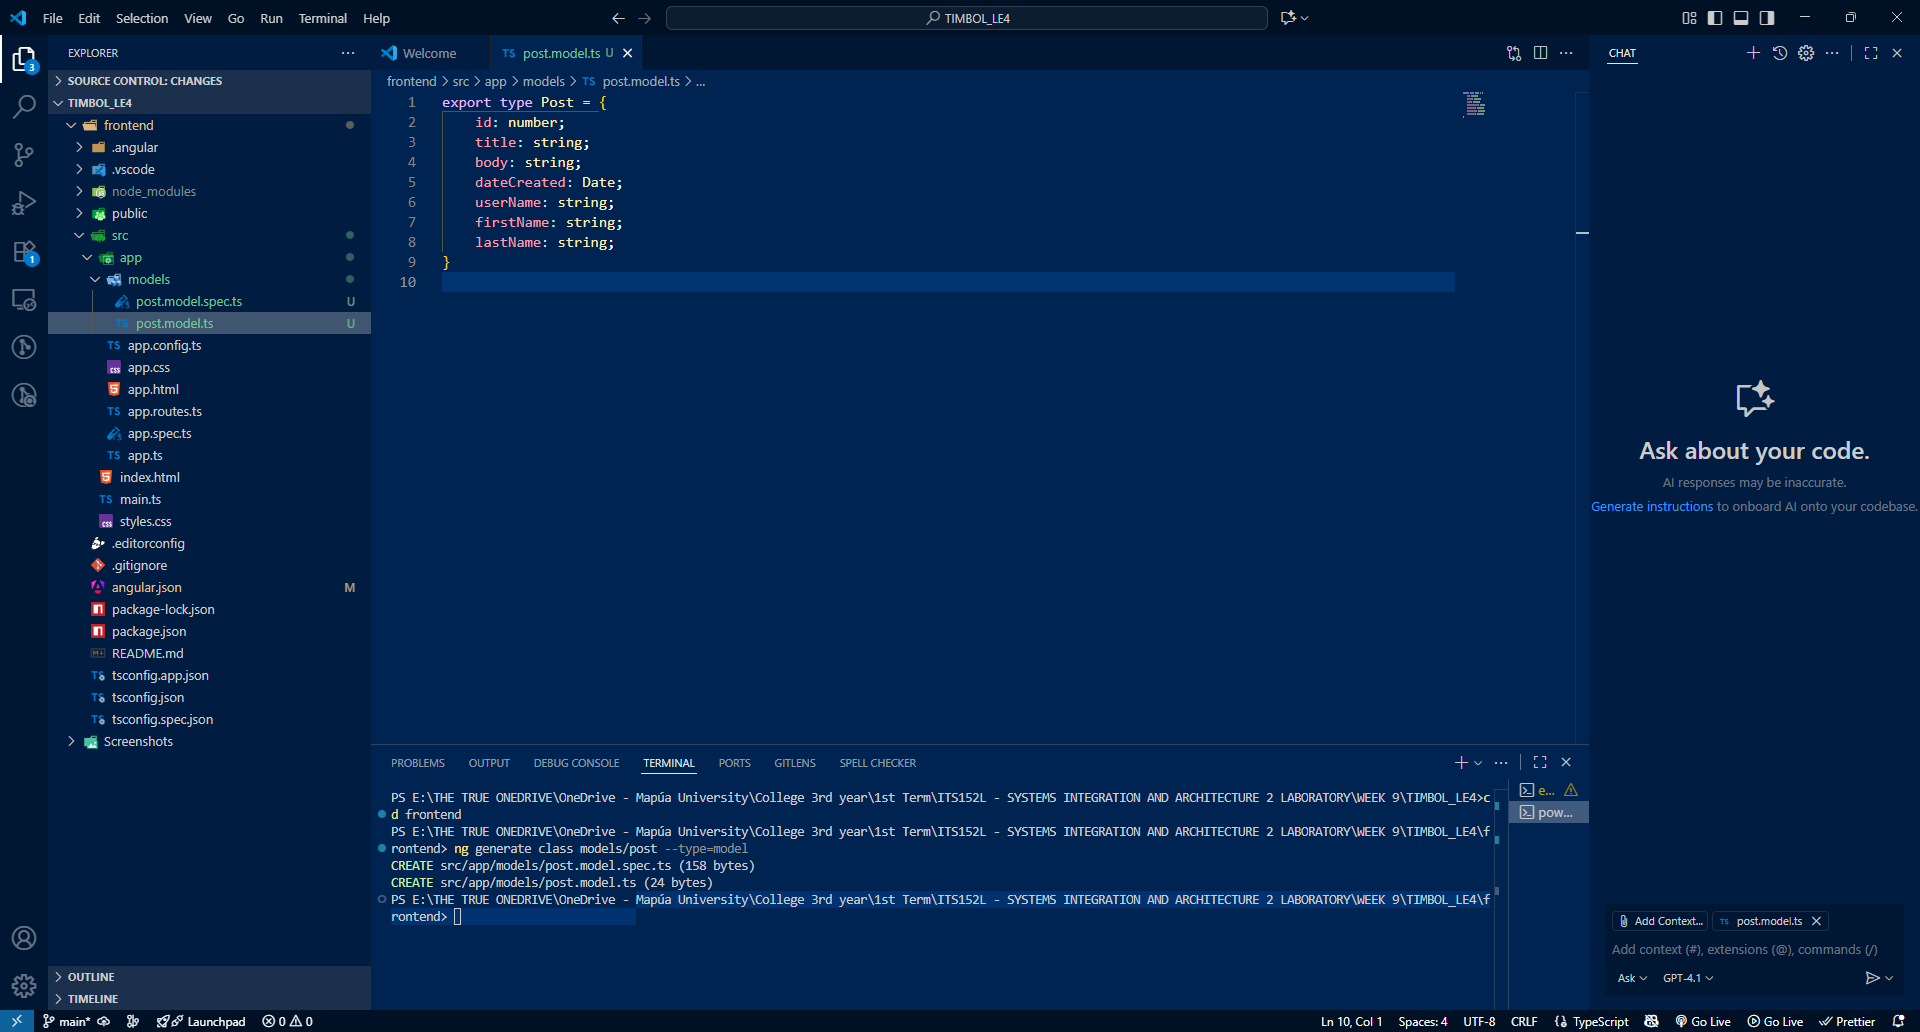 File Edit Selection View Go Run Terminal Help
TIMBOL_LE4
EXPLORER
SOURCE CONTROL: CHANGES
TIMBOL_LE4
frontend
.angular
.vscode
node_modules
public
src
app
models
post.model.spec.ts U
post.model.ts U
app.config.ts
app.css
app.html
app.routes.ts
app.spec.ts
app.ts
index.html
main.ts
styles.css
.editorconfig
.gitignore
angular.json M
package-lock.json
package.json
README.md
tsconfig.app.json
tsconfig.json
tsconfig.spec.json
Screenshots
OUTLINE
TIMELINE
3
1
Welcome
TS post.model.ts U
frontend > src > app > models > TS post.model.ts > ...
1 export type Post = {
2 id: number;
3 title: string;
4 body: string;
5 dateCreated: Date;
6 userName: string;
7 firstName: string;
8 lastName: string;
9 }
10
PROBLEMS OUTPUT DEBUG CONSOLE TERMINAL PORTS GITLENS SPELL CHECKER
PS E:\THE TRUE ONEDRIVE\OneDrive - Mapúa University\College 3rd year\1st Term\ITS152L - SYSTEMS INTEGRATION AND ARCHITECTURE 2 LABORATORY\WEEK 9\TIMBOL_LE4>c
d frontend
PS E:\THE TRUE ONEDRIVE\OneDrive - Mapúa University\College 3rd year\1st Term\ITS152L - SYSTEMS INTEGRATION AND ARCHITECTURE 2 LABORATORY\WEEK 9\TIMBOL_LE4\f
rontend> ng generate class models/post --type=model
CREATE src/app/models/post.model.spec.ts (158 bytes)
CREATE src/app/models/post.model.ts (24 bytes)
PS E:\THE TRUE ONEDRIVE\OneDrive - Mapúa University\College 3rd year\1st Term\ITS152L - SYSTEMS INTEGRATION AND ARCHITECTURE 2 LABORATORY\WEEK 9\TIMBOL_LE4\f
rontend>
e...
pow...
CHAT
Ask about your code.
AI responses may be inaccurate.
Generate instructions to onboard AI onto your codebase.
Add Context... TS post.model.ts
Add context (#), extensions (@), commands (/)
Ask GPT-4.1
main* Launchpad 0 0
Ln 10, Col 1 Spaces: 4 UTF-8 CRLF {} TypeScript Go Live Go Live Prettier